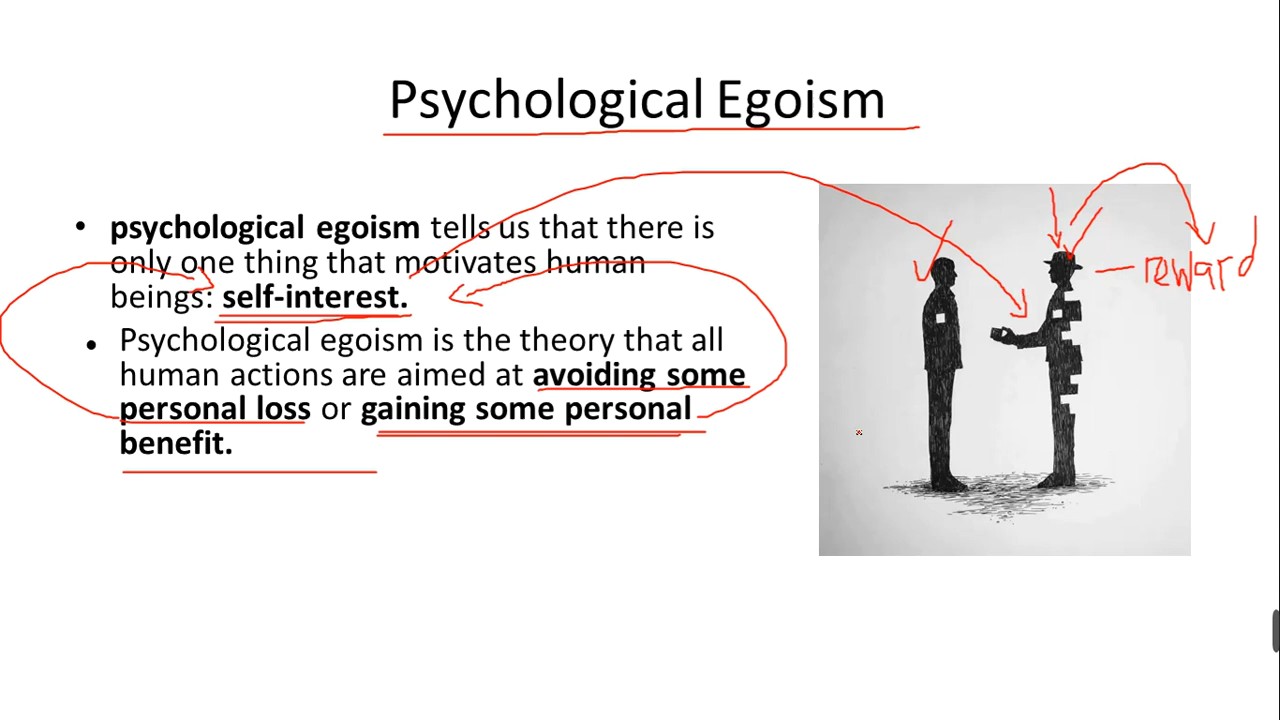 Psychological Egoism
• psychological egoism tells us that there is
only one thing that motivates human
beings: self-interest.
• Psychological egoism is the theory that all
human actions are aimed at avoiding some
personal loss or gaining some personal
benefit.
reward